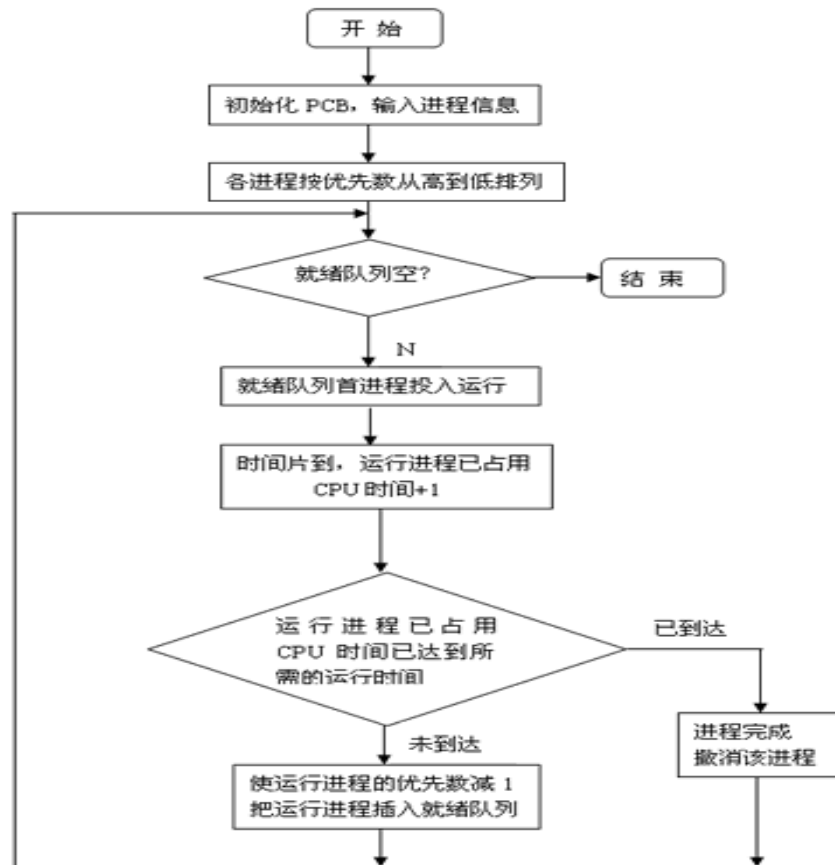 开 始
初始化 PCB，输入进程信息
各进程按优先数从高到低排列
就绪队列空？
结 束
N
就绪队列首进程投入运行
时间片到，运行进程已占用
CPU 时间+1
运 行 进 程 已 占 用
CPU 时间已达到所
需的运行时间
已到达
未到达
进程完成
撤消该进程
使运行进程的优先数减 1
把运行进程插入就绪队列